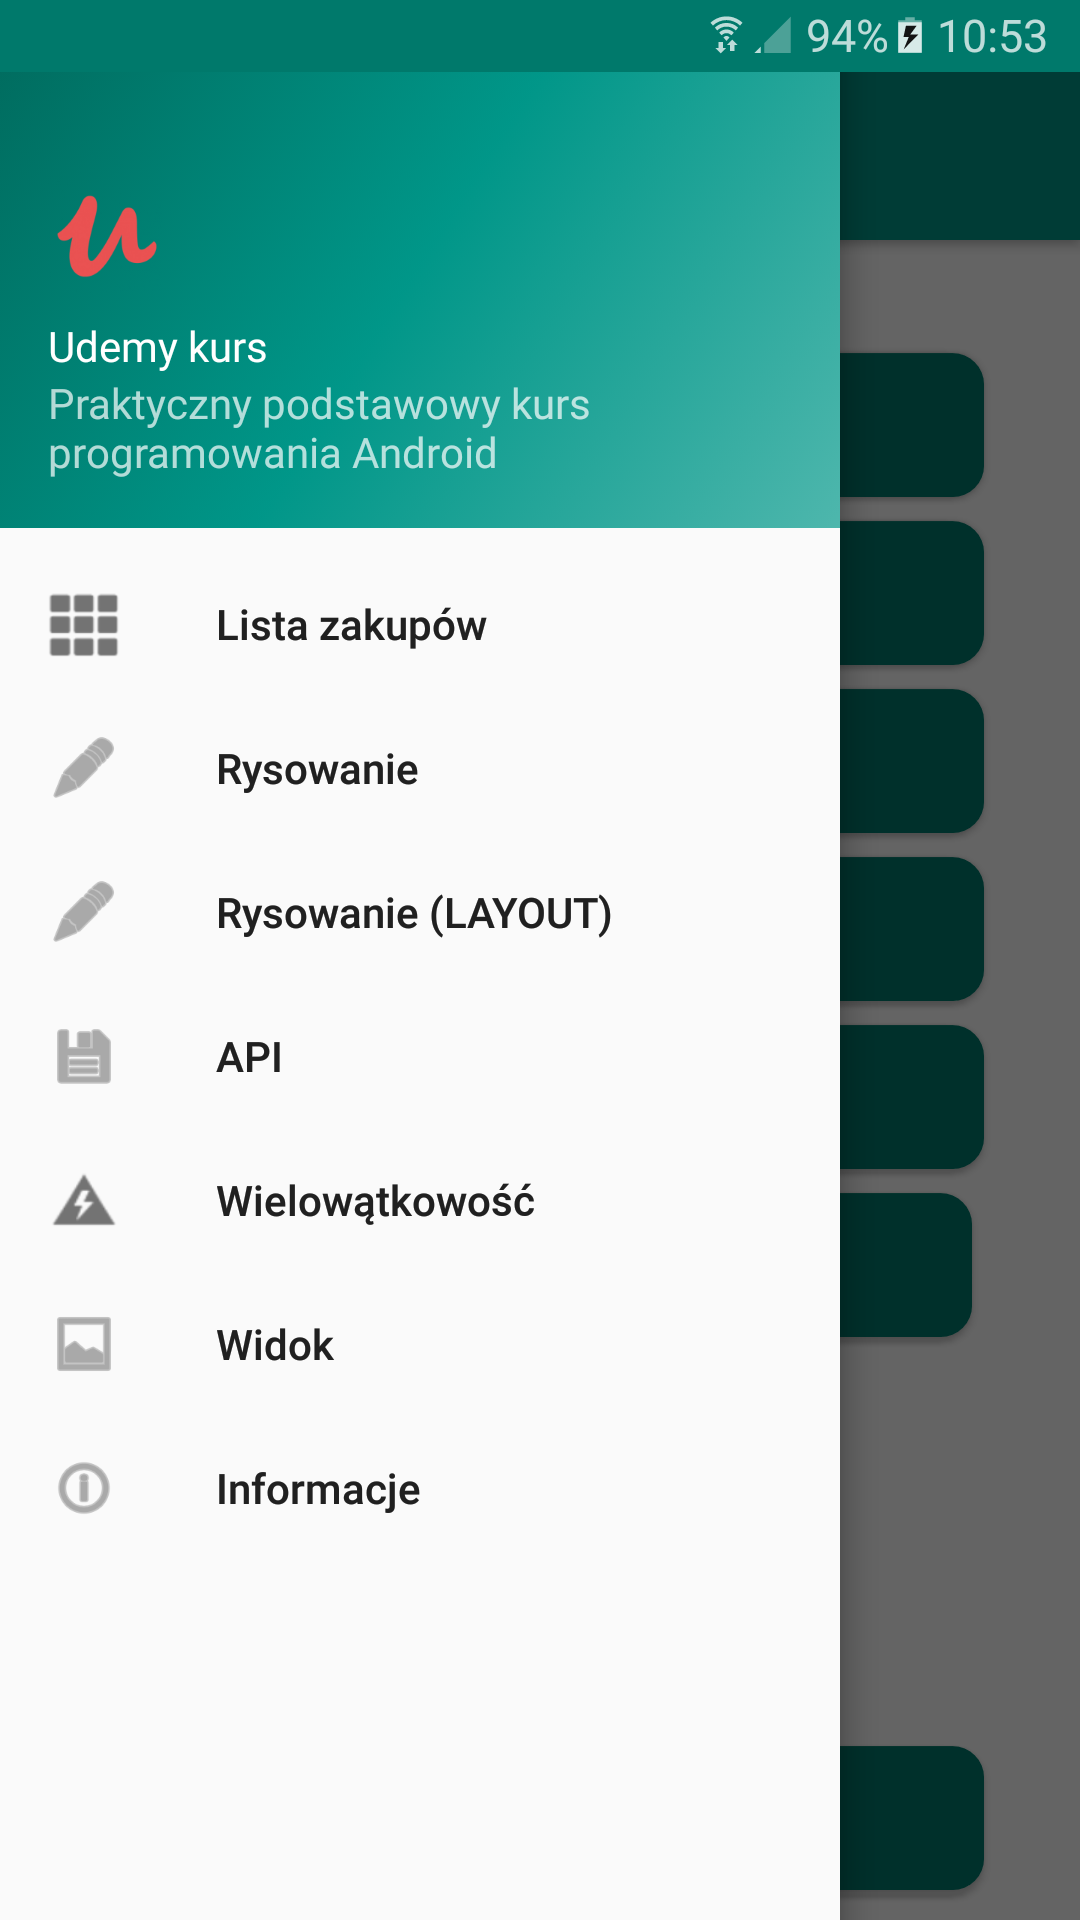 94% 10:53
Udemy kurs
Praktyczny podstawowy kurs
programowania Android
Lista zakupów
Rysowanie
Rysowanie (LAYOUT)
API
Wielowątkowość
Widok
Informacje